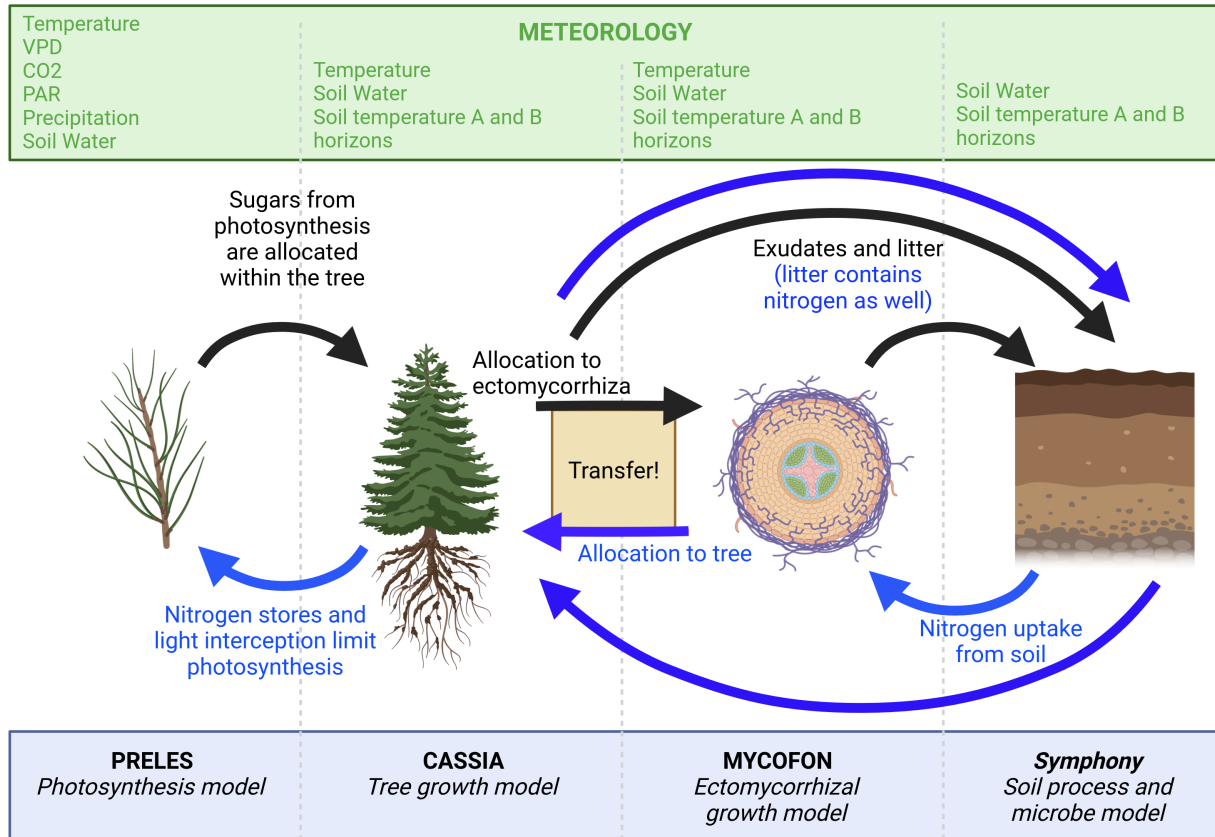 METEOROLOGY
Temperature
VPD
CO2
PAR
Precipitation
Soil Water
Temperature
Soil Water
Soil temperature A and B
horizons
Temperature
Soil Water
Soil temperature A and B
horizons
Soil Water
Soil temperature A and B
horizons
Sugars from
photosynthesis
are allocated
within the tree
Exudates and litter
(litter contains
nitrogen as well)
Allocation to
ectomycorrhiza
Transfer!
Allocation to tree
Nitrogen stores and
light interception limit
photosynthesis
Nitrogen uptake
from soil
PRELES
Photosynthesis model
CASSIA
Tree growth model
MYCOFON
Ectomycorrhizal
growth model
Symphony
Soil process and
microbe model